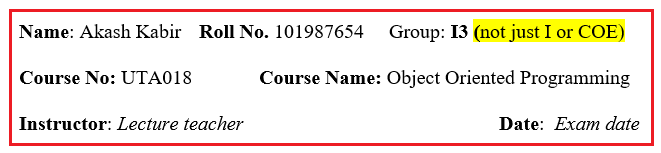 Name: Akash Kabir Roll No. 101987654 Group: I3 (not just I or COE)
Course No: UTA018 Course Name: Object Oriented Programming
Instructor: Lecture teacher Date: Exam date